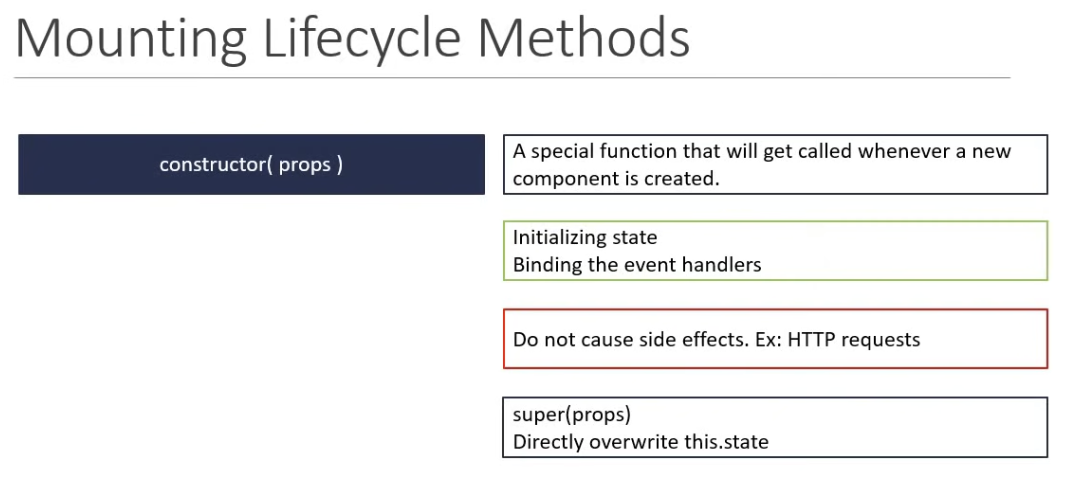 Mounting Lifecycle Methods
constructor( props )
A special function that will get called whenever a new
component is created.
Initializing state
Binding the event handlers
Do not cause side effects. Ex: HTTP requests
super(props)
Directly overwrite this.state